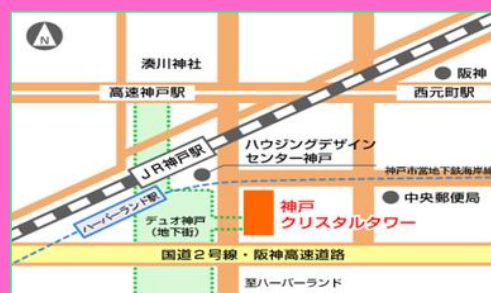 N
湊川神社
阪神
高速神戸駅
西元町駅
JR神戸駅
ハウジングデザイン
センター神戸
神戸市営地下鉄海岸線
ハーバーランド駅
中央郵便局
デュオ神戸
(地下街)
神戸
クリスタルタワー
国道2号線・阪神高速道路
至ハーバーランド